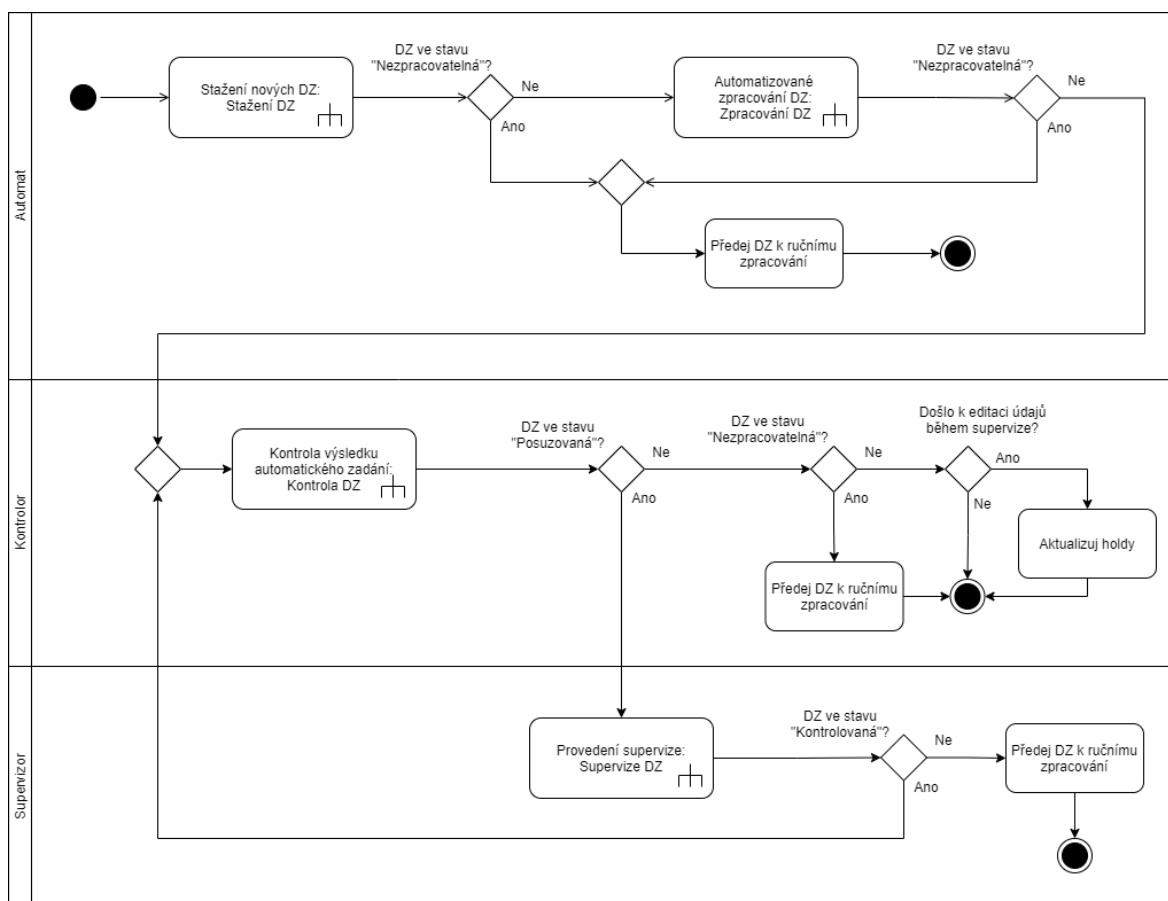 Automat
DZ ve stavu
"Nezpracovatelná"?
Stažení nových DZ:
Stažení DZ
Ne
Ano
Automatizované
zpracování DZ:
Zpracování DZ
DZ ve stavu
"Nezpracovatelná"?
Ne
Ano
Předej DZ k ručnímu
zpracování
Kontrolor
Kontrola výsledku
automatického zadání:
Kontrola DZ
DZ ve stavu
"Posuzovaná"?
Ne
Ano
DZ ve stavu
"Nezpracovatelná"?
Ne
Ano
Došlo k editaci údajů
během supervize?
Ano
Ne
Aktualizuj holdy
Předej DZ k ručnímu
zpracování
Supervizor
Provedení supervize:
Supervize DZ
DZ ve stavu
"Kontrolovaná"?
Ne
Ano
Předej DZ k ručnímu
zpracování